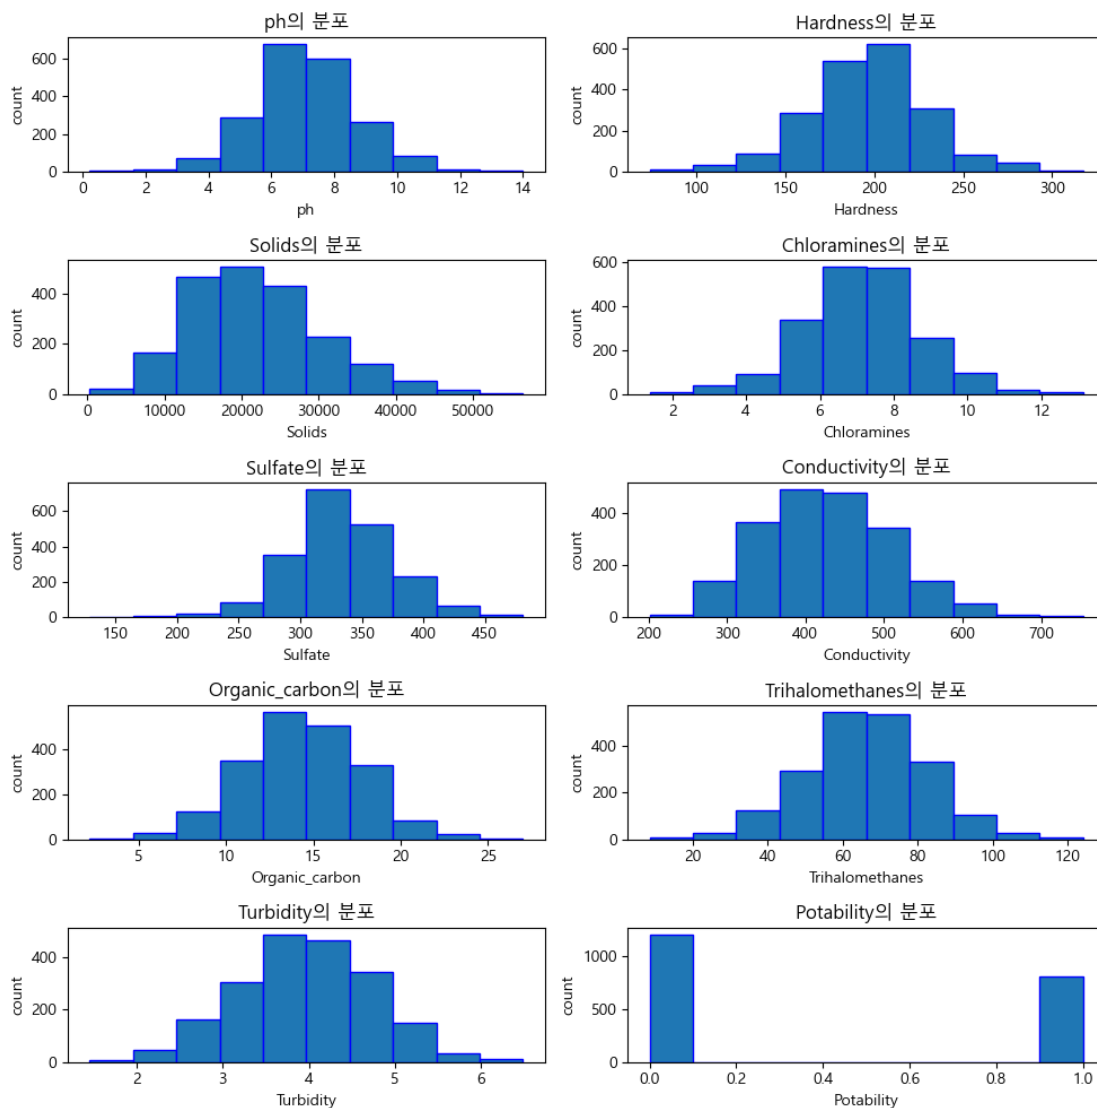 ph의 분포
600
400
200
0
count
0 2 4 6 8 10 12 14
ph
Hardness의 분포
600
400
200
0
count
100 150 200 250 300
Hardness
Solids의 분포
400
200
0
count
0 10000 20000 30000 40000 50000
Solids
Chloramines의 분포
600
400
200
0
count
2 4 6 8 10 12
Chloramines
Sulfate의 분포
600
400
200
0
count
150 200 250 300 350 400 450
Sulfate
Conductivity의 분포
400
200
0
count
200 300 400 500 600 700
Conductivity
Organic_carbon의 분포
400
200
0
count
5 10 15 20 25
Organic_carbon
Trihalomethanes의 분포
400
200
0
count
20 40 60 80 100 120
Trihalomethanes
Turbidity의 분포
400
200
0
count
2 3 4 5 6
Turbidity
Potability의 분포
1000
500
0
count
0.0 0.2 0.4 0.6 0.8 1.0
Potability